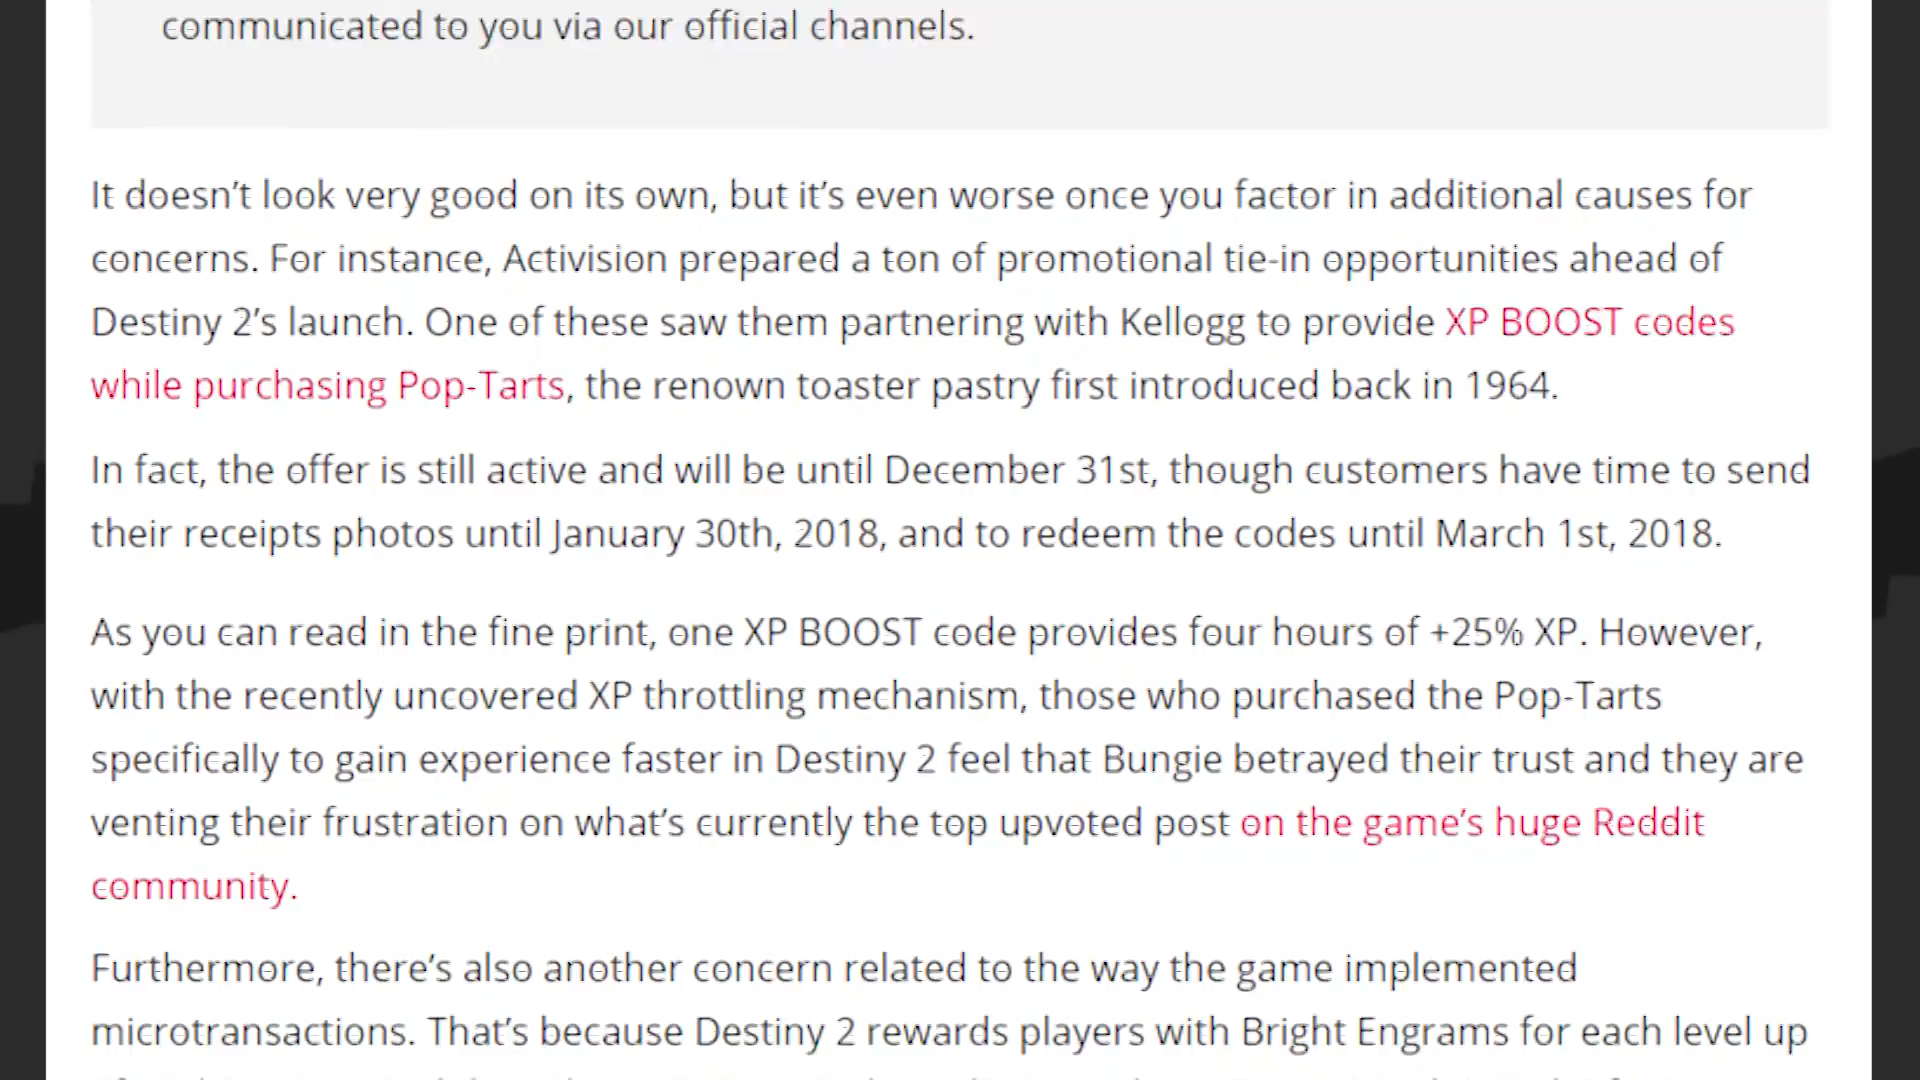 communicated to you via our official channels.
It doesn’t look very good on its own, but it’s even worse once you factor in additional causes for
concerns. For instance, Activision prepared a ton of promotional tie-in opportunities ahead of
Destiny 2’s launch. One of these saw them partnering with Kellogg to provide XP BOOST codes
while purchasing Pop-Tarts, the renown toaster pastry first introduced back in 1964.
In fact, the offer is still active and will be until December 31st, though customers have time to send
their receipts photos until January 30th, 2018, and to redeem the codes until March 1st, 2018.
As you can read in the fine print, one XP BOOST code provides four hours of +25% XP. However,
with the recently uncovered XP throttling mechanism, those who purchased the Pop-Tarts
specifically to gain experience faster in Destiny 2 feel that Bungie betrayed their trust and they are
venting their frustration on what’s currently the top upvoted post on the game’s huge Reddit
community.
Furthermore, there’s also another concern related to the way the game implemented
microtransactions. That’s because Destiny 2 rewards players with Bright Engrams for each level up